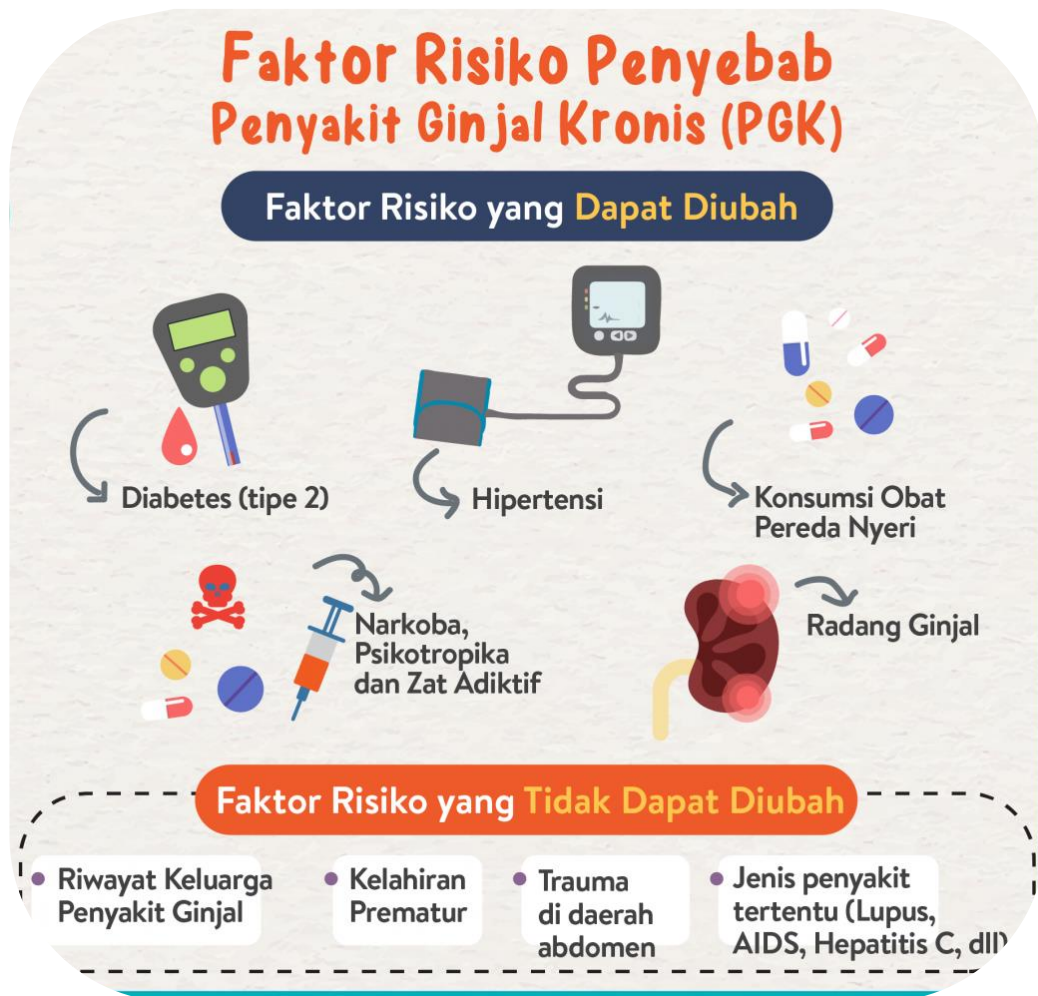 Faktor Risiko Penyebab
Penyakit Ginjal Kronis (PGK)
Faktor Risiko yang Dapat Diubah
Diabetes (tipe 2)
Hipertensi
Konsumsi Obat
Pereda Nyeri
Narkoba,
Psikotropika
dan Zat Adiktif
Radang Ginjal
Faktor Risiko yang Tidak Dapat Diubah
Riwayat Keluarga
Penyakit Ginjal
Kelahiran
Prematur
Trauma
di daerah
abdomen
Jenis penyakit
tertentu (Lupus,
AIDS, Hepatitis C, dll)